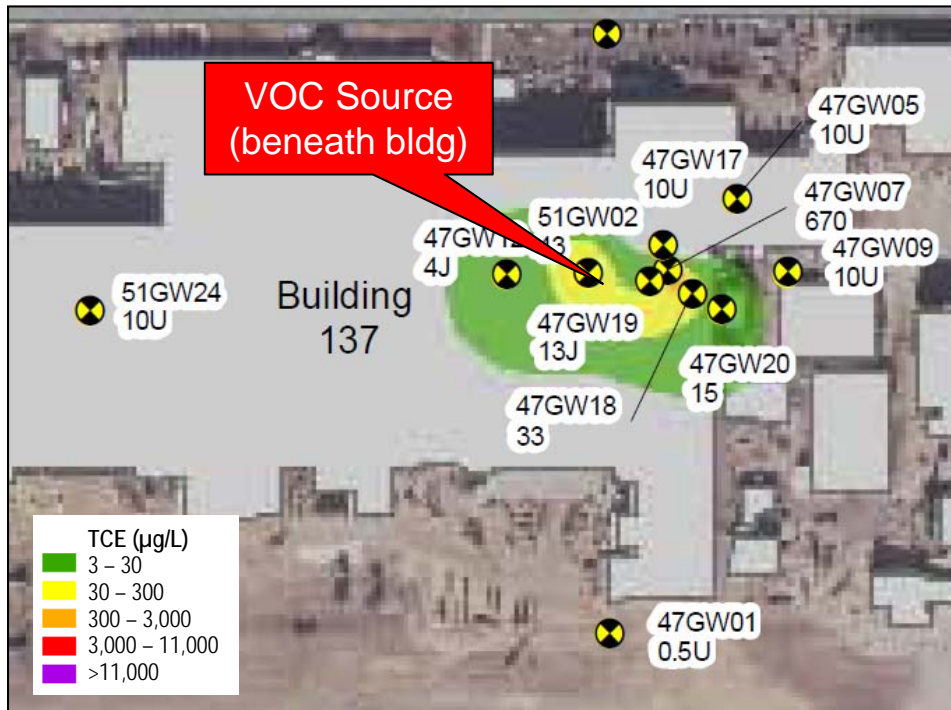 VOC Source
(beneath bldg)
47GW05
10U
47GW17
10U
47GW07
670
51GW02
47GW12
4J
47GW09
10U
51GW24
10U
Building
137
47GW19
13J
47GW20
15
47GW18
33
TCE (µg/L)
3 – 30
30 – 300
300 – 3,000
3,000 – 11,000
>11,000
47GW01
0.5U